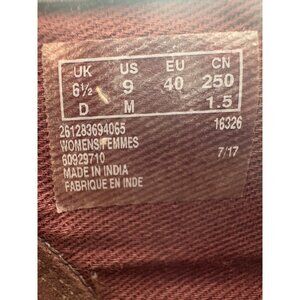 UK US EU CN
6½ 9 40 250
D M 1.5
261283694065 16326
WOMENS/FEMMES
60929710 7/17
MADE IN INDIA
FABRIQUE EN INDE